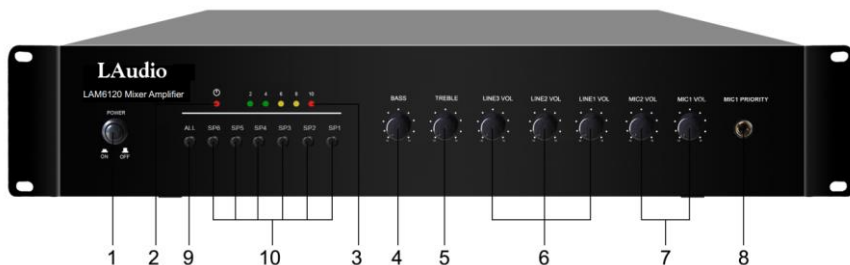 LAudio
LAM6120 Mixer Amplifier
POWER
ON OFF
2 4 6 8 10
ALL SP6 SP5 SP4 SP3 SP2 SP1
BASS TREBLE LINE3 VOL LINE2 VOL LINE1 VOL MIC2 VOL MIC1 VOL MIC1 PRIORITY
1 2 9 10 3 4 5 6 7 8